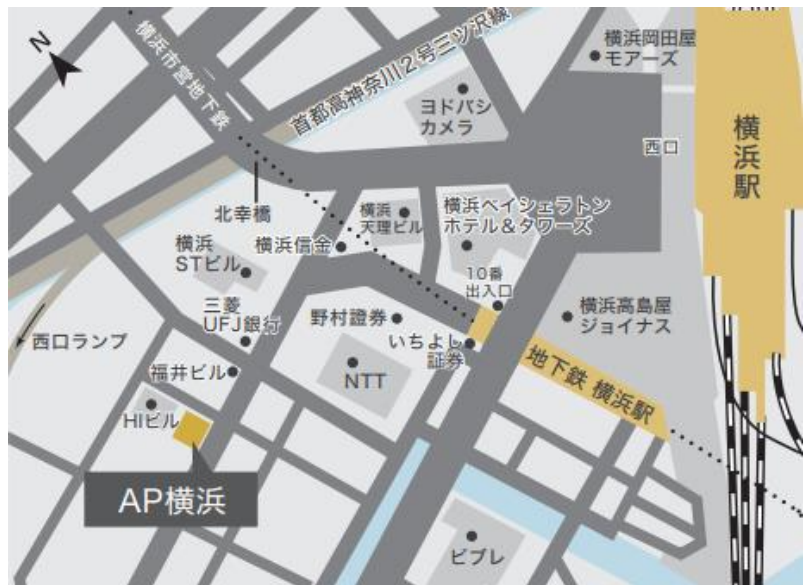 N
横浜市営地下鉄
首都高神奈川2号三ツ沢線
ヨドバシ
カメラ
横浜岡田屋
モアーズ
西口
横浜駅
北幸橋
横浜
天理ビル
横浜ベイシェラトン
ホテル&タワーズ
横浜
STビル
横浜信金
10番
出入口
三菱
UFJ銀行
野村證券
横浜高島屋
ジョイナス
西口ランプ
いちよし
証券
福井ビル
NTT
地下鉄 横浜駅
HIビル
AP横浜
ビブレ